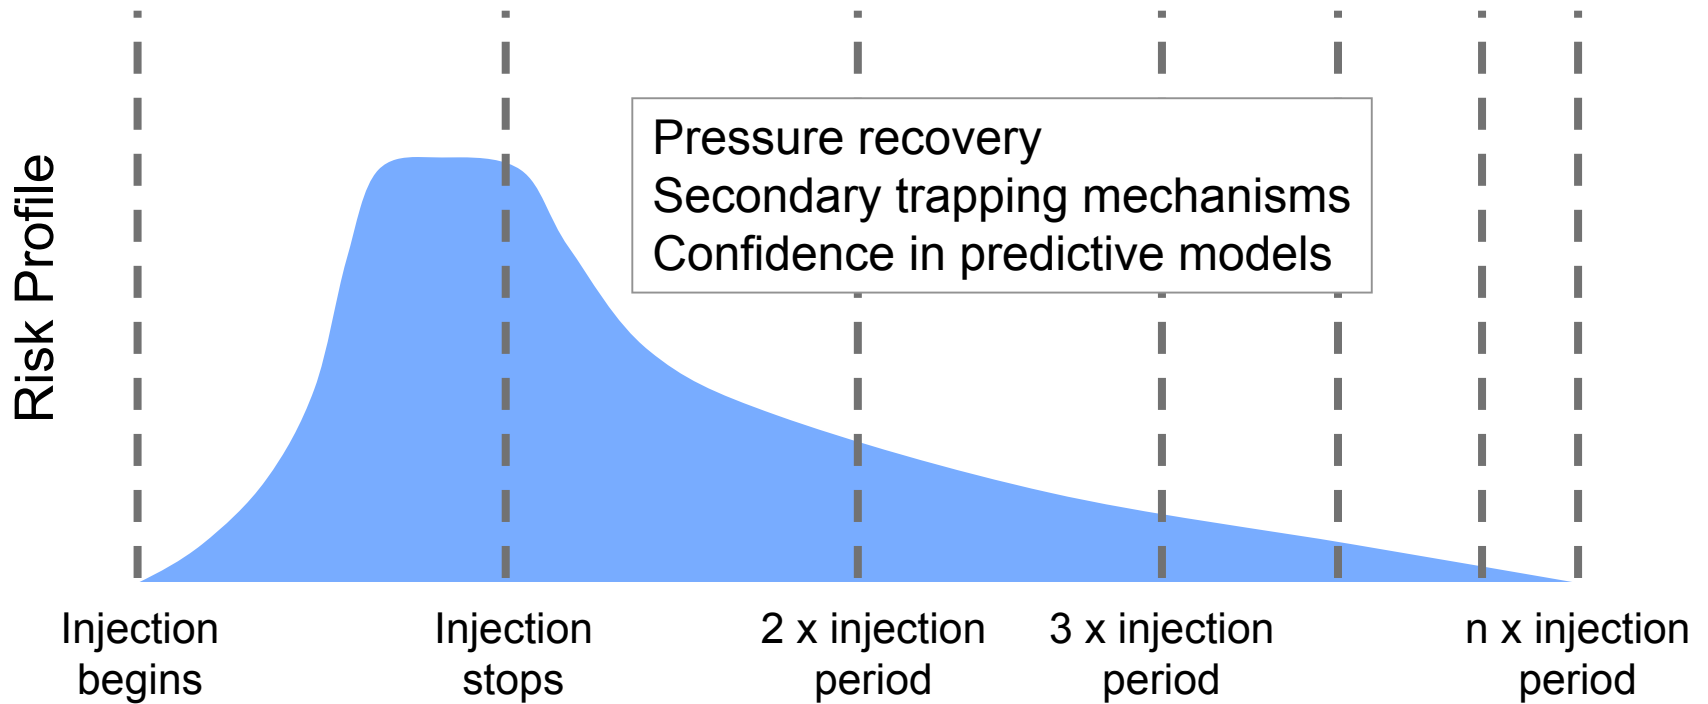 Risk Profile
Pressure recovery
Secondary trapping mechanisms
Confidence in predictive models
Injection
begins
Injection
stops
2 x injection
period
3 x injection
period
n x injection
period